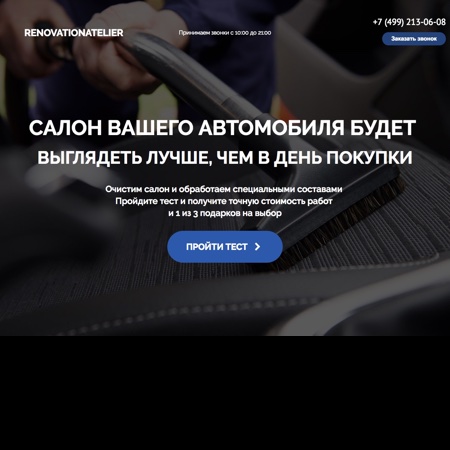 RENOVATIONATELIER
Принимаем звонки с 10:00 до 21:00
+7 (499) 213-06-08
Заказать звонок
САЛОН ВАШЕГО АВТОМОБИЛЯ БУДЕТ
ВЫГЛЯДЕТЬ ЛУЧШЕ, ЧЕМ В ДЕНЬ ПОКУПКИ
Очистим салон и обработаем специальными составами
Пройдите тест и получите точную стоимость работ
и 1 из 3 подарков на выбор
ПРОЙТИ ТЕСТ